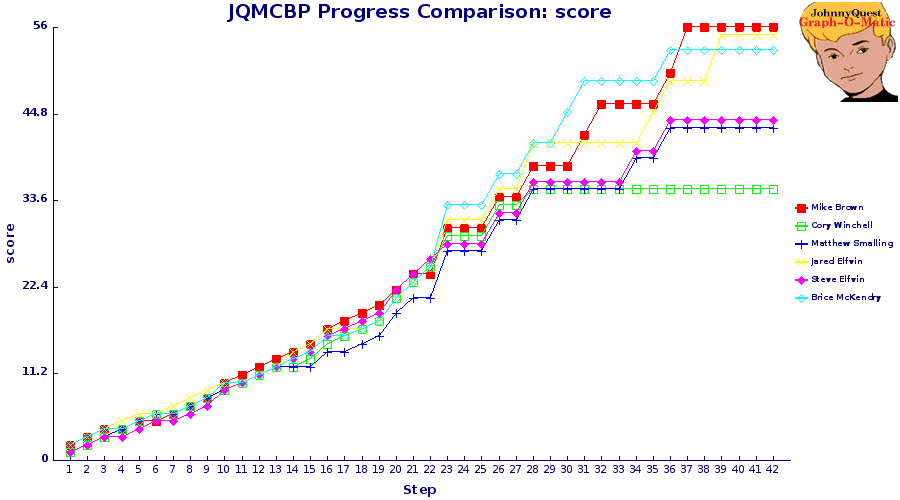 JQMCBP Progress Comparison: score
JohnnyQuest
Graph-O-Matic
56
44.8
33.6
22.4
11.2
0
score
1 2 3 4 5 6 7 8 9 10 11 12 13 14 15 16 17 18 19 20 21 22 23 24 25 26 27 28 29 30 31 32 33 34 35 36 37 38 39 40 41 42
Step
Mike Brown
Cory Winchell
Matthew Smalling
Jared Elfwin
Steve Elfwin
Brice McKendry